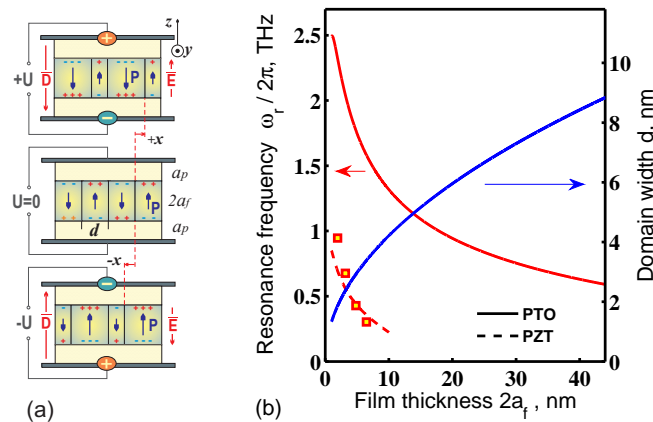 z
y
+
+U
D
P
E
- -
-
- -
-
+++
+
+++
+
−
+x
U=0
a_p
2a_f
a_p
P
d
-x
−
-U
D
P
E
+
(a)
Resonance frequency ω_r / 2π, THz
2.5
2
1.5
1
0.5
0
10
8
6
4
2
0
Domain width d, nm
PTO
PZT
0 10 20 30 40
Film thickness 2a_f , nm
(b)